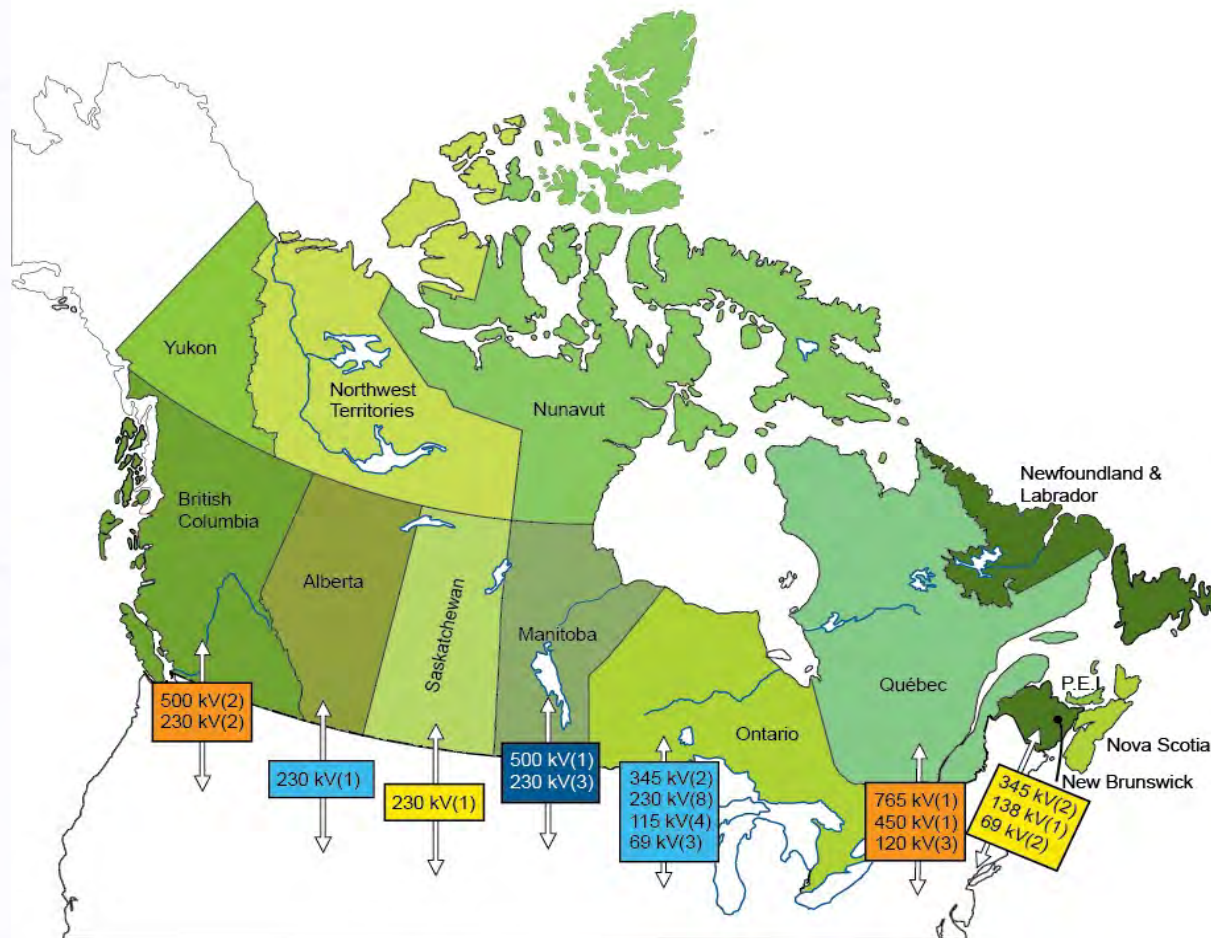 Yukon
Northwest
Territories
Nunavut
British
Columbia
Alberta
Saskatchewan
Manitoba
Ontario
Québec
Newfoundland &
Labrador
P.E.I.
Nova Scotia
New Brunswick
500 kV(2)
230 kV(2)
230 kV(1)
230 kV(1)
500 kV(1)
230 kV(3)
345 kV(2)
230 kV(8)
115 kV(4)
69 kV(3)
765 kV(1)
450 kV(1)
120 kV(3)
345 kV(2)
138 kV(1)
69 kV(2)